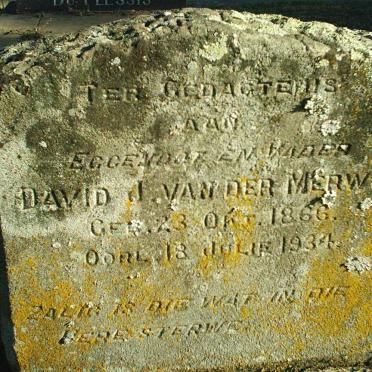 DU PLESSIS
TER GEDAGTENIS
AAN
EGGENOOT EN VADER
DAVID J. VAN DER MERW
GEB. 23 OKT. 1866.
OORL. 18 JULIE 1934.
SALIG IS DIE WAT IN DIE
HERE STERWE.